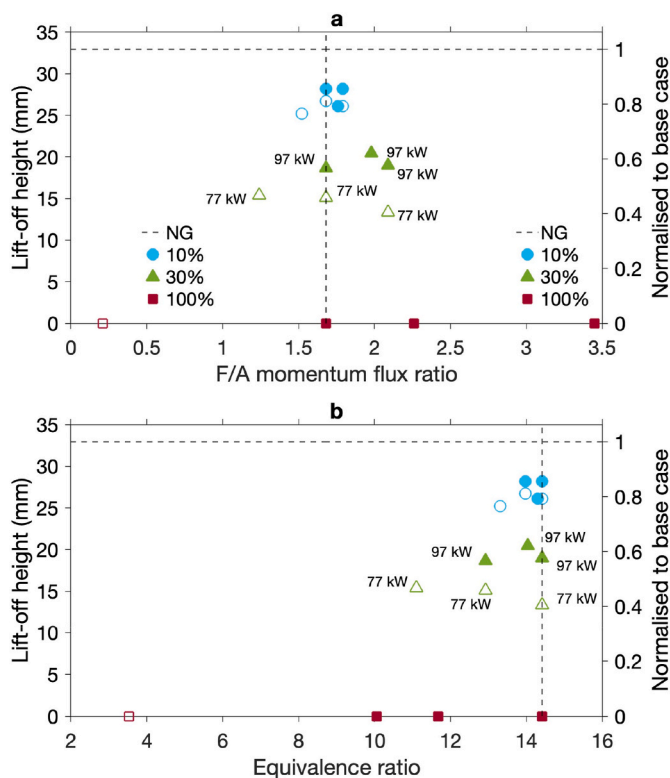 a
35
30
25
20
15
10
5
0
Lift-off height (mm)
97 kW
97 kW
97 kW
77 kW
77 kW
77 kW
NG
10%
30%
100%
NG
10%
30%
100%
1
0.8
0.6
0.4
0.2
0
Normalised to base case
0 0.5 1 1.5 2 2.5 3 3.5
F/A momentum flux ratio
b
35
30
25
20
15
10
5
0
Lift-off height (mm)
97 kW
97 kW
97 kW
77 kW
77 kW
77 kW
1
0.8
0.6
0.4
0.2
0
Normalised to base case
2 4 6 8 10 12 14 16
Equivalence ratio